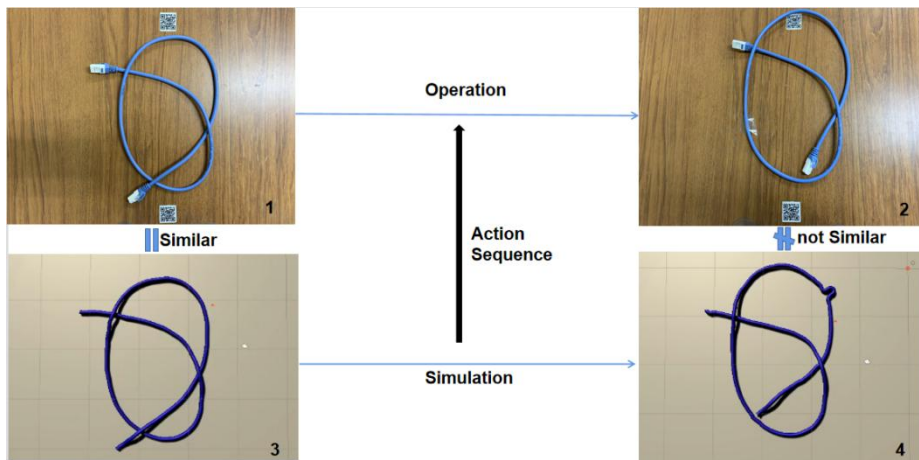 Operation
1
2
Similar
Action
Sequence
not Similar
Simulation
3
4